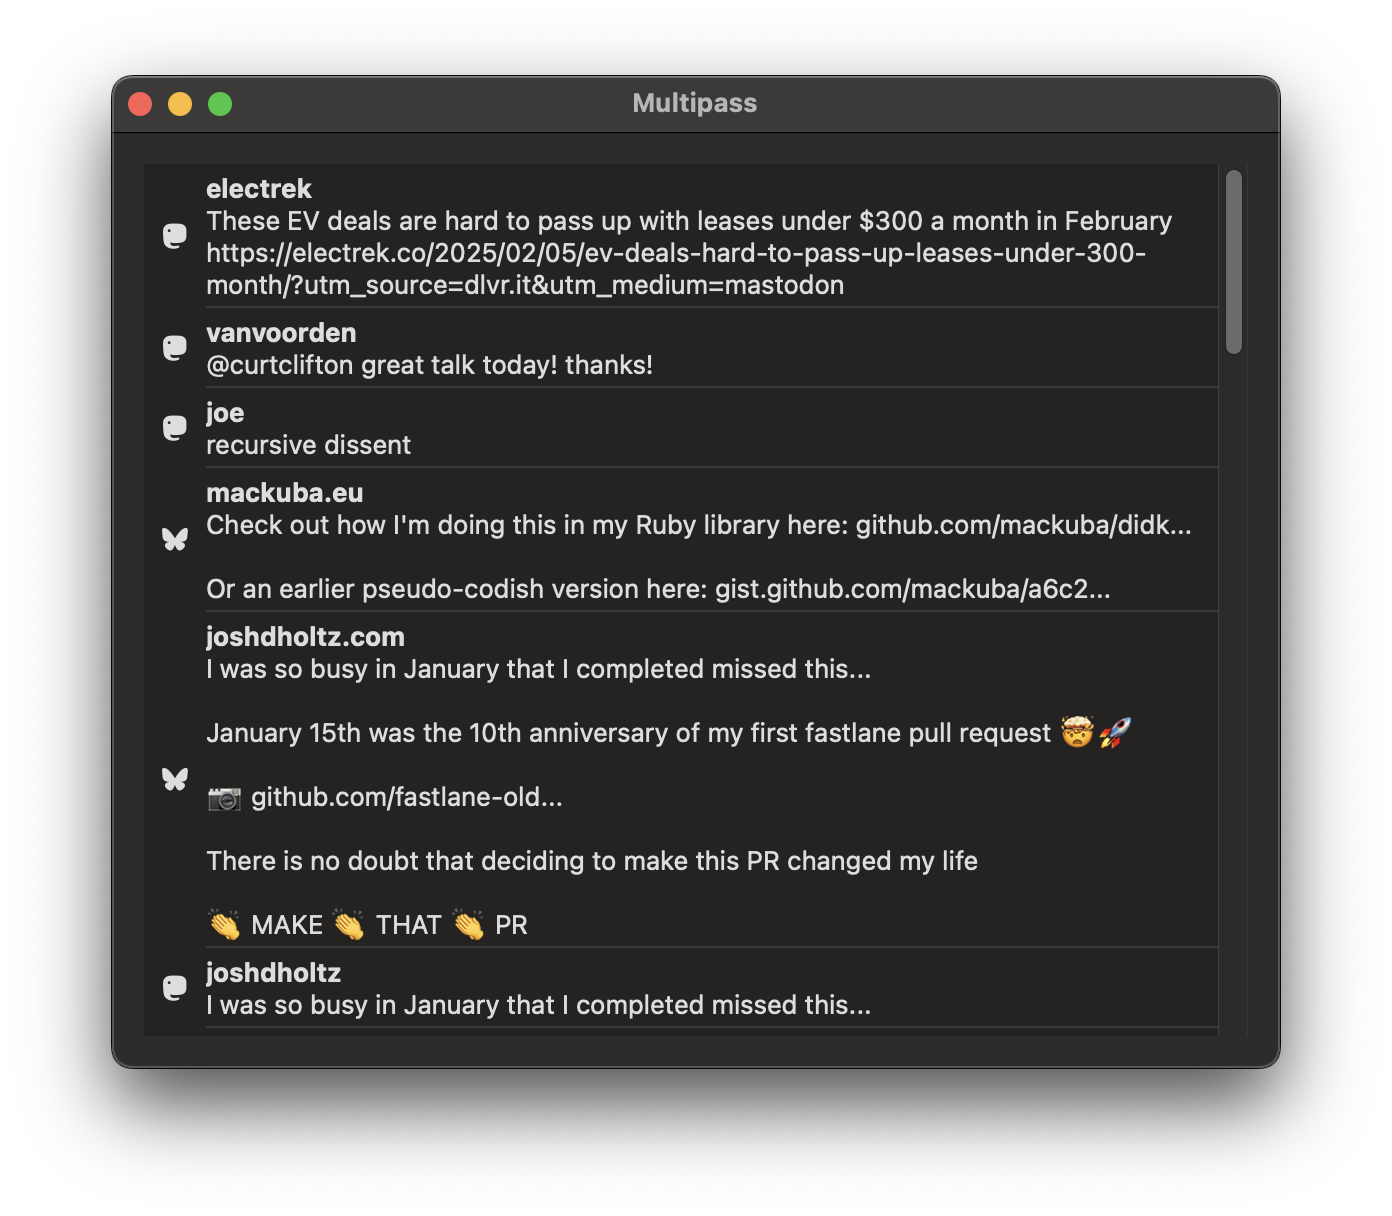 Multipass
electrek
These EV deals are hard to pass up with leases under $300 a month in February
https://electrek.co/2025/02/05/ev-deals-hard-to-pass-up-leases-under-300-
month/?utm_source=dlvr.it&utm_medium=mastodon
vanvoorden
@curtclifton great talk today! thanks!
joe
recursive dissent
mackuba.eu
Check out how I'm doing this in my Ruby library here: github.com/mackuba/didk...
Or an earlier pseudo-codish version here: gist.github.com/mackuba/a6c2...
joshdholtz.com
I was so busy in January that I completed missed this...
January 15th was the 10th anniversary of my first fastlane pull request 🤯🚀
📷 github.com/fastlane-old...
There is no doubt that deciding to make this PR changed my life
👏 MAKE 👏 THAT 👏 PR
joshdholtz
I was so busy in January that I completed missed this...